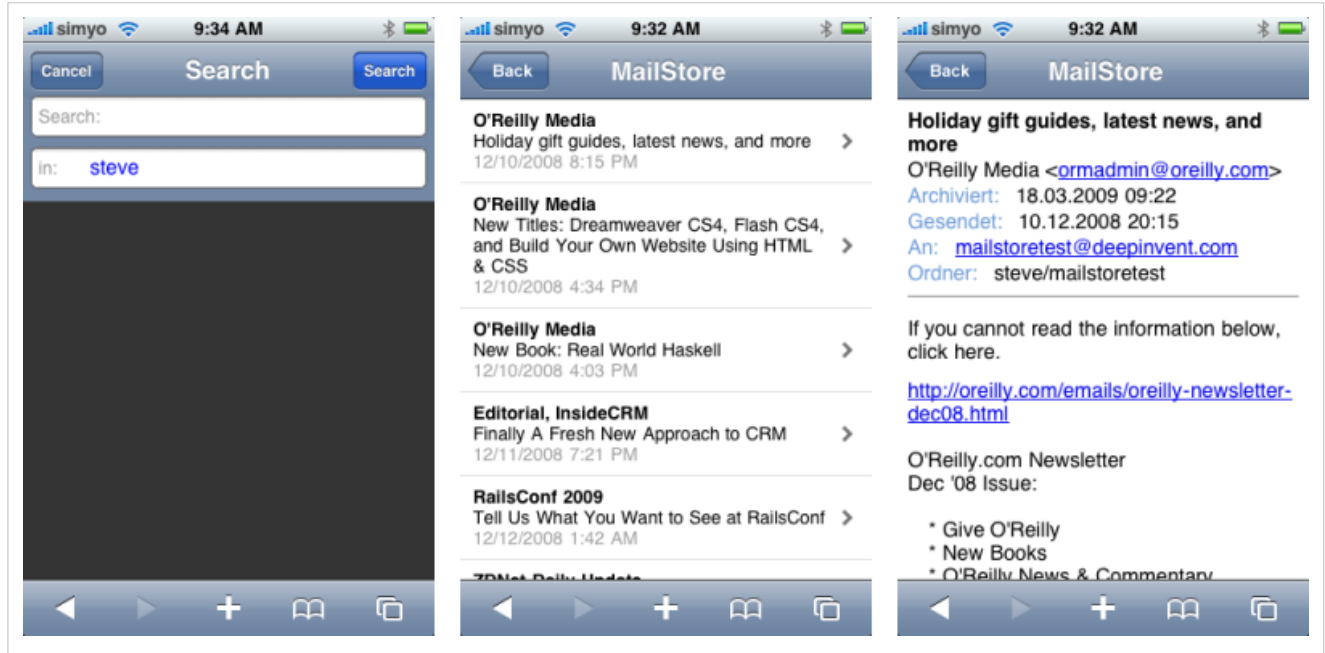 simyo 9:34 AM
Cancel Search Search
Search:
in: steve
simyo 9:32 AM
Back MailStore
O'Reilly Media
Holiday gift guides, latest news, and more
12/10/2008 8:15 PM
O'Reilly Media
New Titles: Dreamweaver CS4, Flash CS4,
and Build Your Own Website Using HTML
& CSS
12/10/2008 4:34 PM
O'Reilly Media
New Book: Real World Haskell
12/10/2008 4:03 PM
Editorial, InsideCRM
Finally A Fresh New Approach to CRM
12/11/2008 7:21 PM
RailsConf 2009
Tell Us What You Want to See at RailsConf
12/12/2008 1:42 AM
ZDNet Daily Update
simyo 9:32 AM
Back MailStore
Holiday gift guides, latest news, and
more
O'Reilly Media <ormadmin@oreilly.com>
Archiviert: 18.03.2009 09:22
Gesendet: 10.12.2008 20:15
An: mailstoretest@deepinvent.com
Ordner: steve/mailstoretest
If you cannot read the information below,
click here.
http://oreilly.com/emails/oreilly-newsletter-
dec08.html
O'Reilly.com Newsletter
Dec '08 Issue:
* Give O'Reilly
* New Books
* O'Reilly News & Commentary